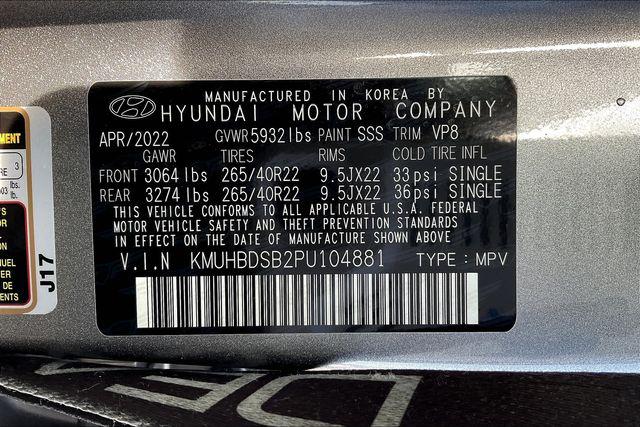 MANUFACTURED IN KOREA BY
HYUNDAI MOTOR COMPANY
APR/2022 GVWR 5932 lbs PAINT SSS TRIM VP8
GAWR TIRES RIMS COLD TIRE INFL
FRONT 3064 lbs 265/40R22 9.5JX22 33psi SINGLE
REAR 3274 lbs 265/40R22 9.5JX22 36psi SINGLE
THIS VEHICLE CONFORMS TO ALL APPLICABLE U.S.A. FEDERAL
MOTOR VEHICLE SAFETY AND THEFT PREVENTION STANDARDS
IN EFFECT ON THE DATE OF MANUFACTURE SHOWN ABOVE
V.I.N KMUHBDSB2PU104881 TYPE : MPV
3
lbs.
J17